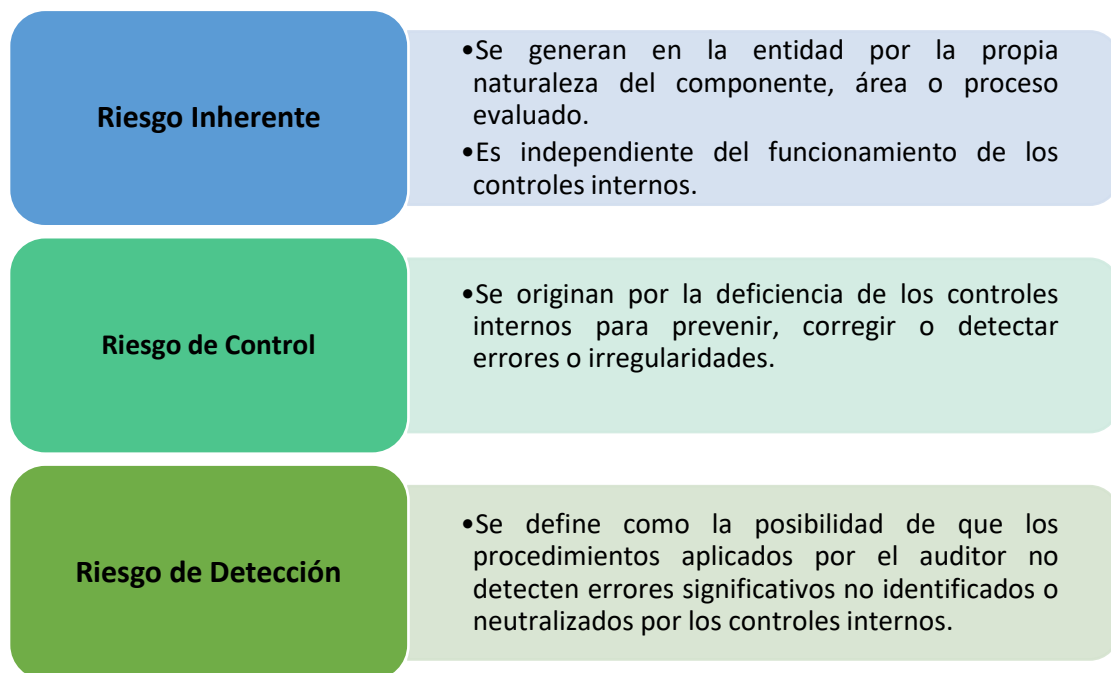 Riesgo Inherente
•Se generan en la entidad por la propia
naturaleza del componente, área o proceso
evaluado.
•Es independiente del funcionamiento de los
controles internos.
Riesgo de Control
•Se originan por la deficiencia de los controles
internos para prevenir, corregir o detectar
errores o irregularidades.
Riesgo de Detección
•Se define como la posibilidad de que los
procedimientos aplicados por el auditor no
detecten errores significativos no identificados o
neutralizados por los controles internos.